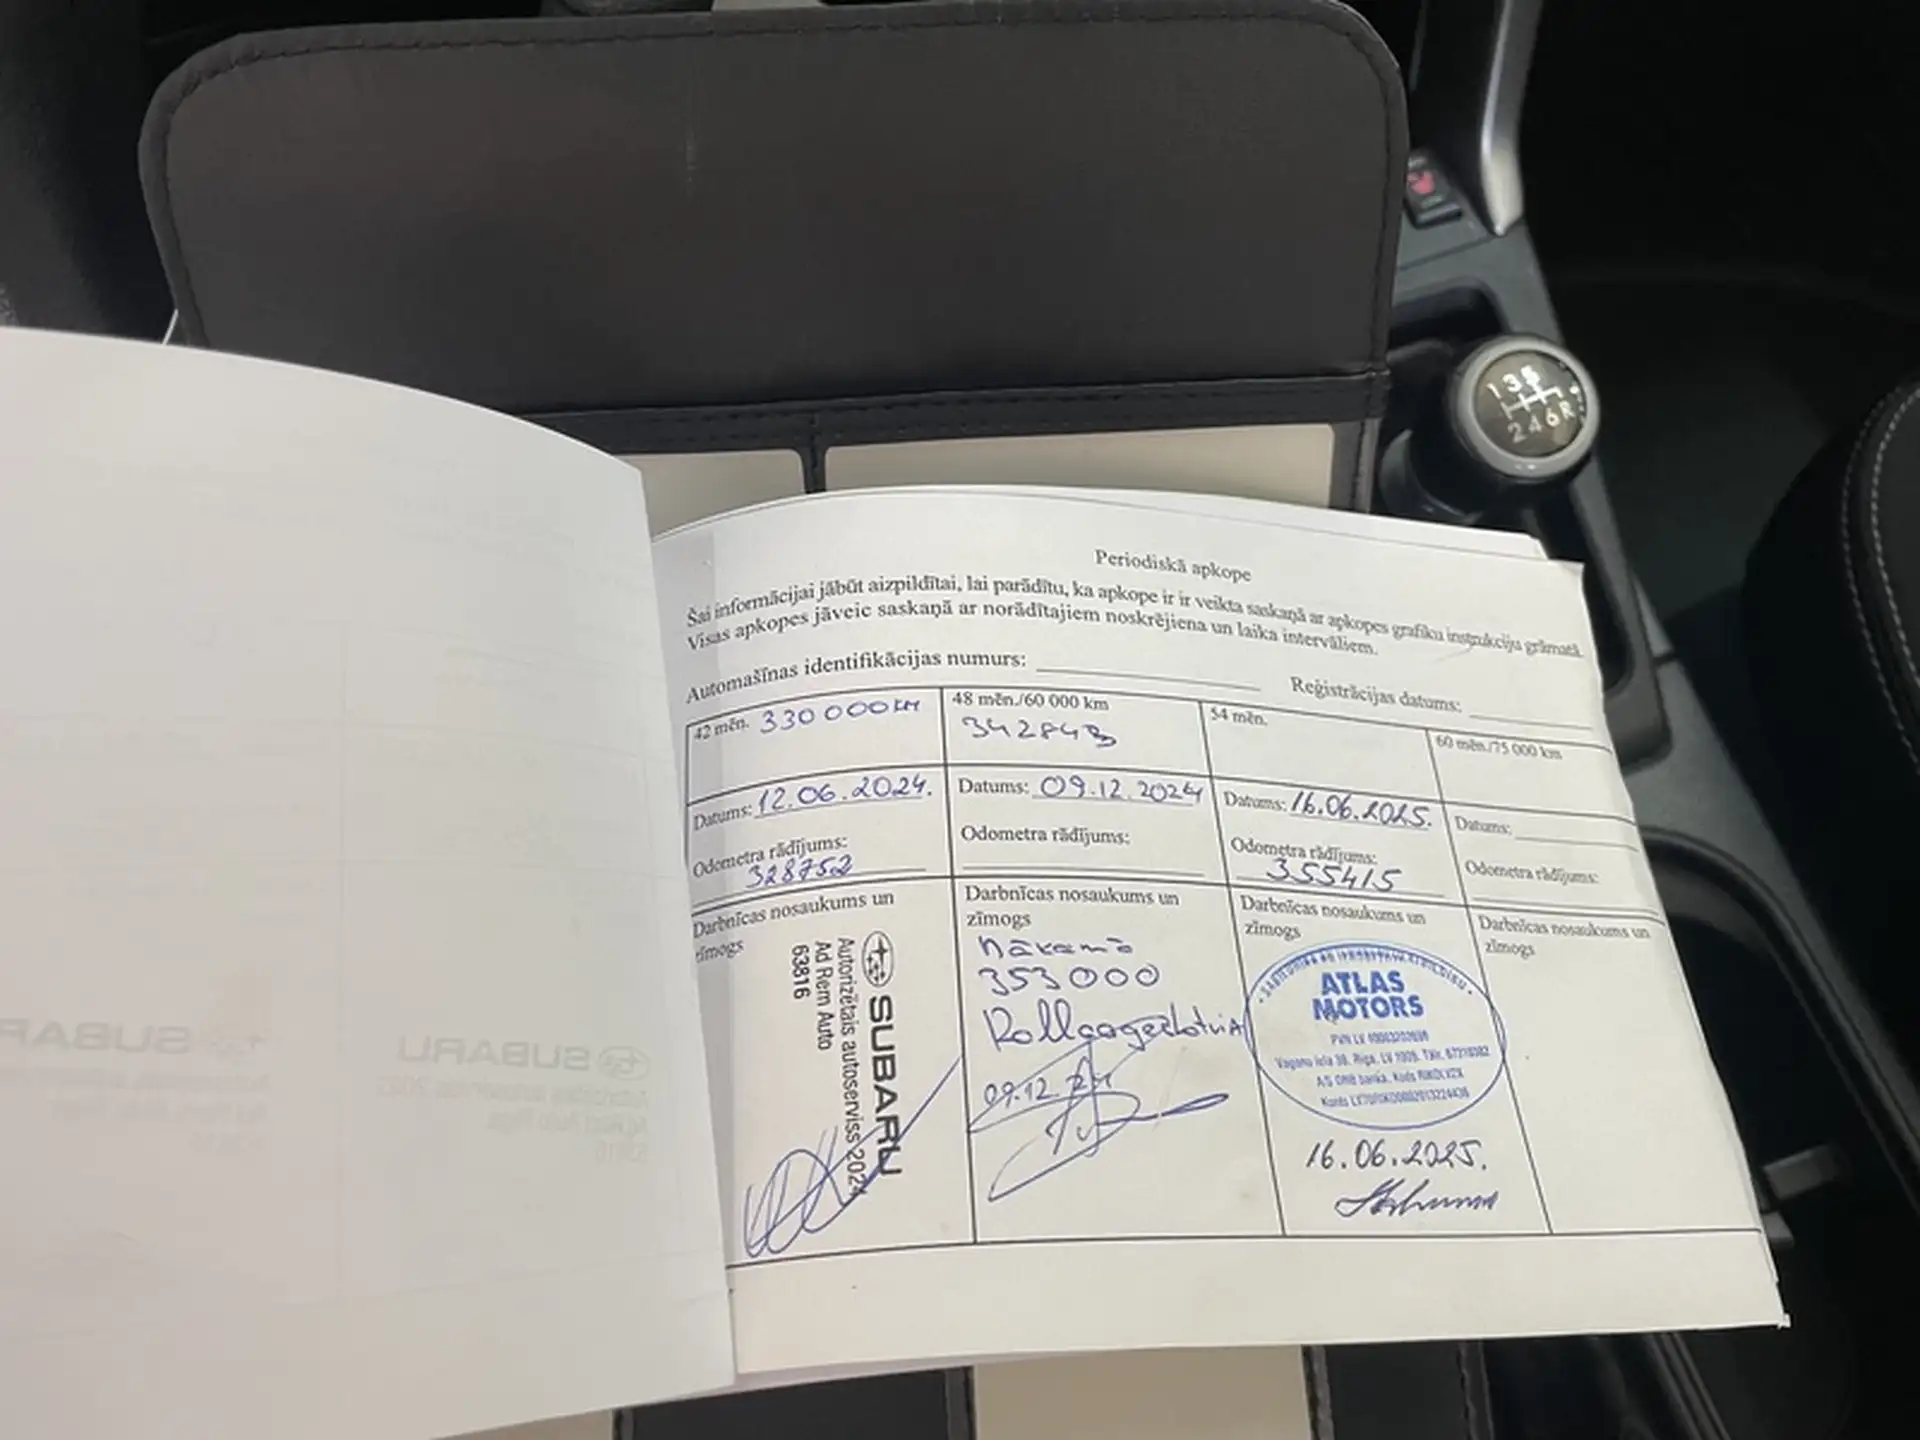 Periodiskā apkope
Šai informācijai jābūt aizpildītai, lai parādītu, ka apkope ir ir veikta saskaņā ar apkopes grafiku instrukciju grāmatā.
Visas apkopes jāveic saskaņā ar norādītajiem noskrējiena un laika intervāliem.
Automašīnas identifikācijas numurs:
Reģistrācijas datums:
42 mēn. 330 000 km
Datums: 12.06.2024.
Odometra rādījums:
328752
Darbnīcas nosaukums un
zīmogs
SUBARU
Autorizētais autoserviss 2024
Ad Rem Auto
63816
48 mēn./60 000 km
342843
Datums: 09.12.2024
Odometra rādījums:
Darbnīcas nosaukums un
zīmogs
Nākamā
353000
09.12.24
54 mēn.
Datums: 16.06.2025.
Odometra rādījums:
355415
Darbnīcas nosaukums un
zīmogs
ATLAS
MOTORS
16.06.2025.
60 mēn./75 000 km
Datums:
Odometra rādījums:
Darbnīcas nosaukums un
zīmogs
1 3 5
2 4 6 R